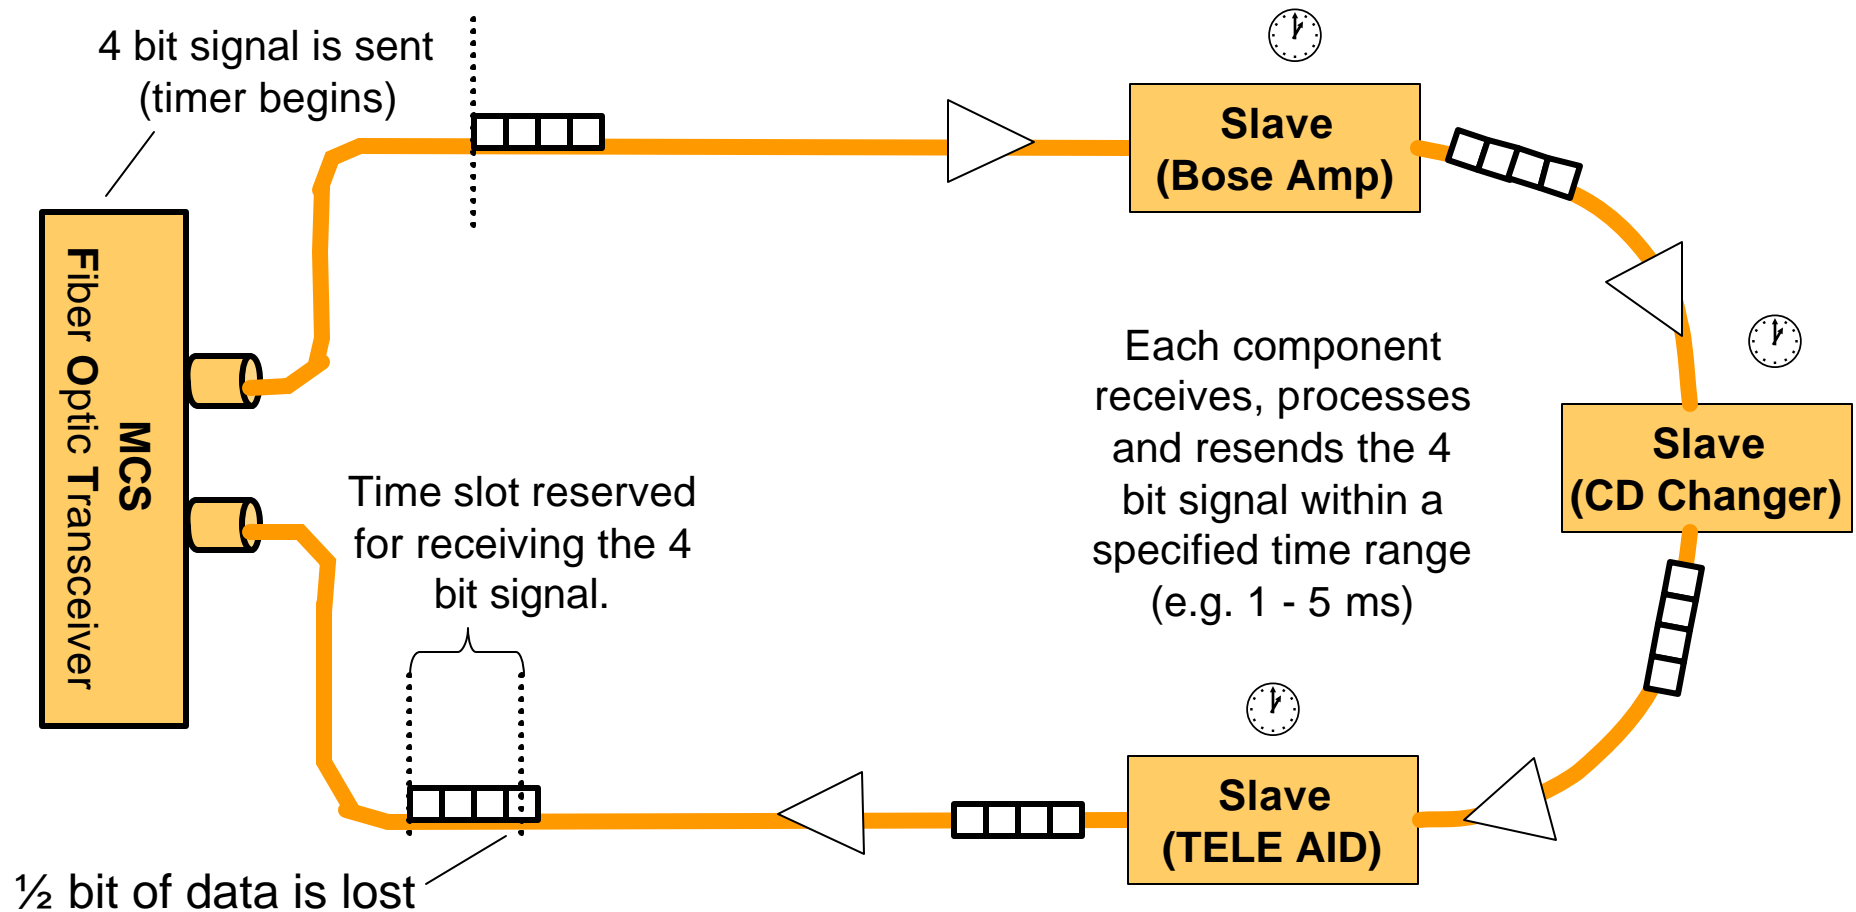 4 bit signal is sent
(timer begins)
Slave
(Bose Amp)
MCS
Fiber Optic Transceiver
Each component
receives, processes
and resends the 4
bit signal within a
specified time range
(e.g. 1 - 5 ms)
Slave
(CD Changer)
Time slot reserved
for receiving the 4
bit signal.
Slave
(TELE AID)
½ bit of data is lost